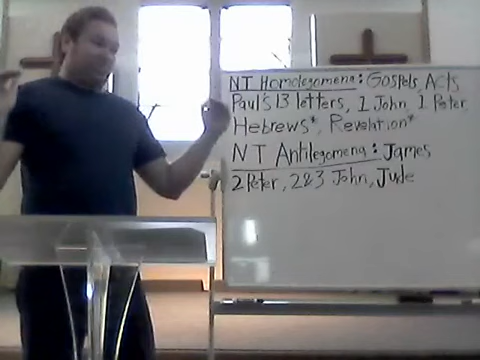 NT Homologomena: Gospels, Acts
Paul's 13 letters, 1 John, 1 Peter
Hebrews*, Revelation*
NT Antilegomena: James
2 Peter, 2&3 John, Jude